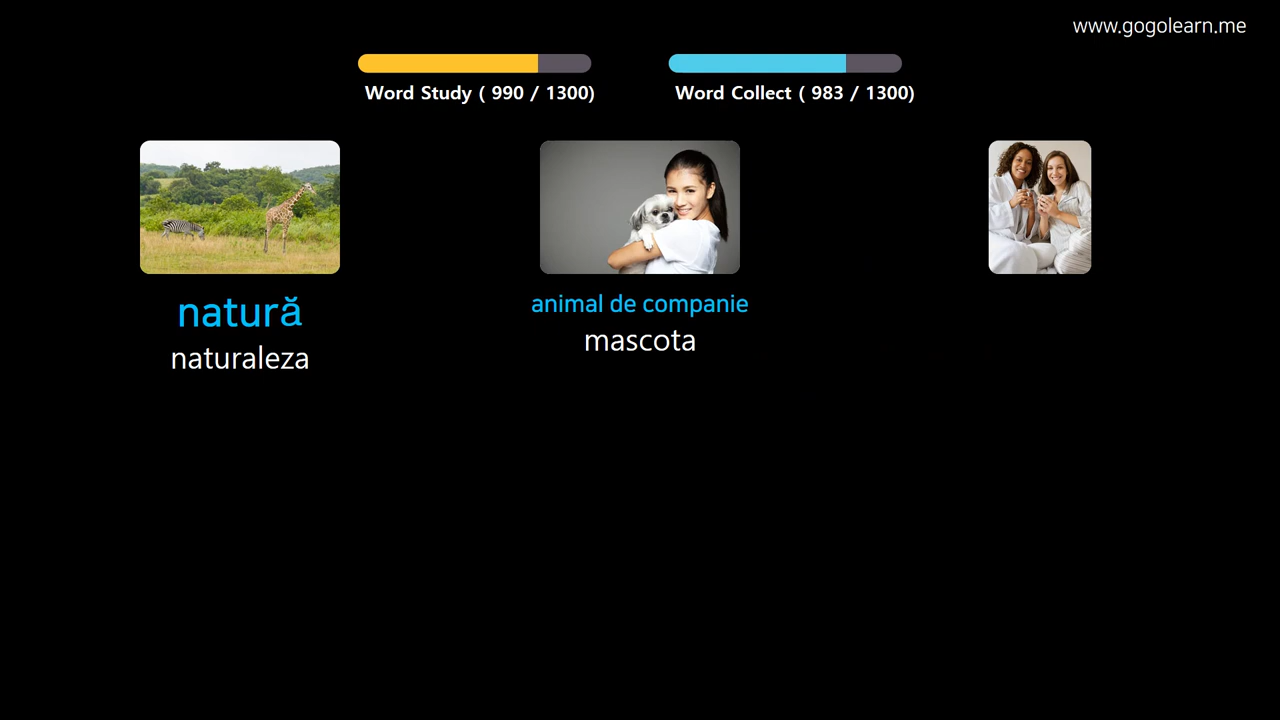 www.gogolearn.me
Word Study ( 990 / 1300)
Word Collect ( 983 / 1300)
natură
naturaleza
animal de companie
mascota